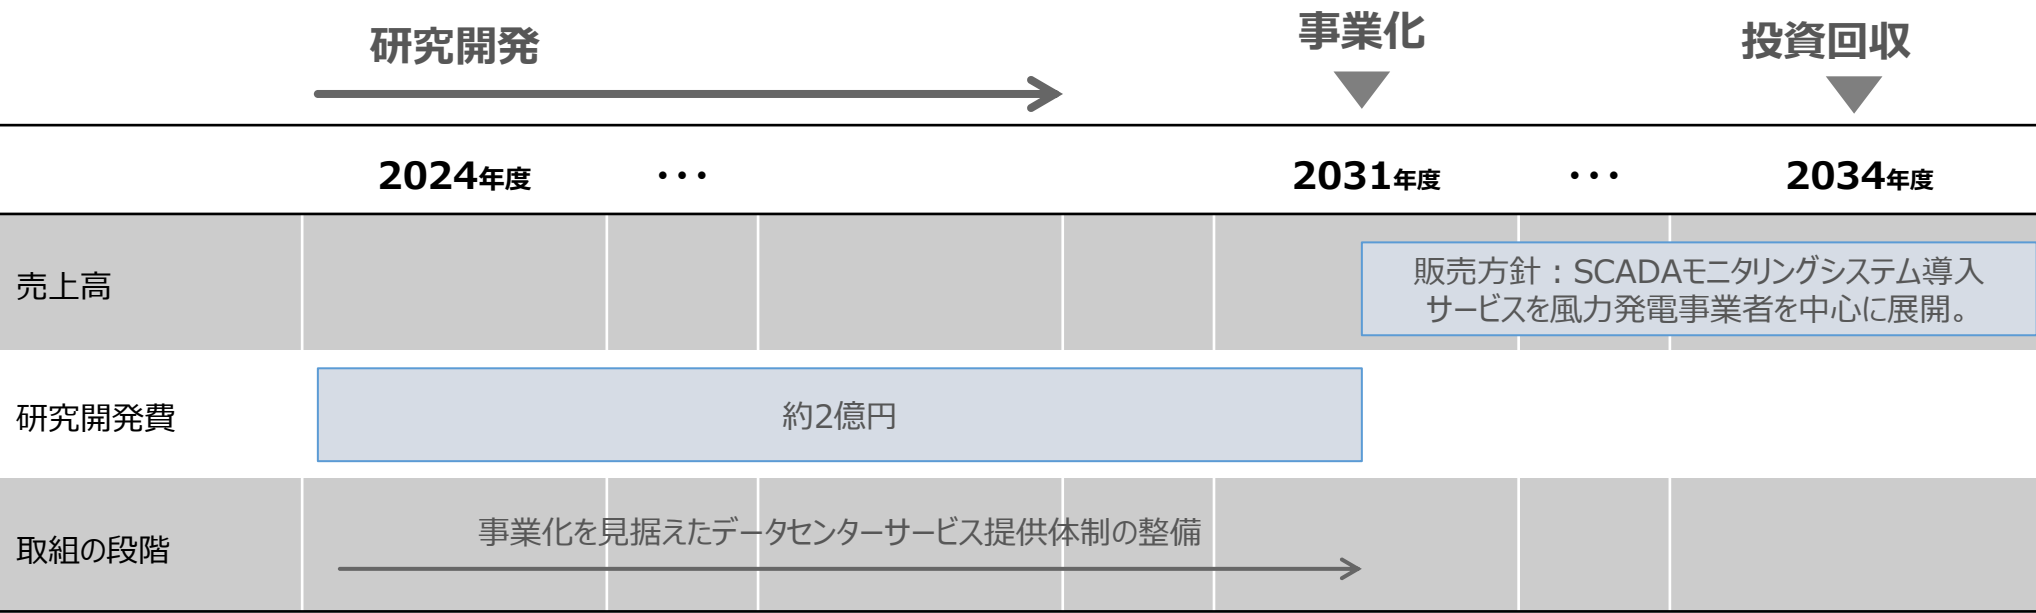 研究開発
事業化
投資回収
2024年度
・・・
2031年度
・・・
2034年度
売上高
販売方針：SCADAモニタリングシステム導入
サービスを風力発電事業者を中心に展開。
研究開発費
約2億円
取組の段階
事業化を見据えたデータセンターサービス提供体制の整備